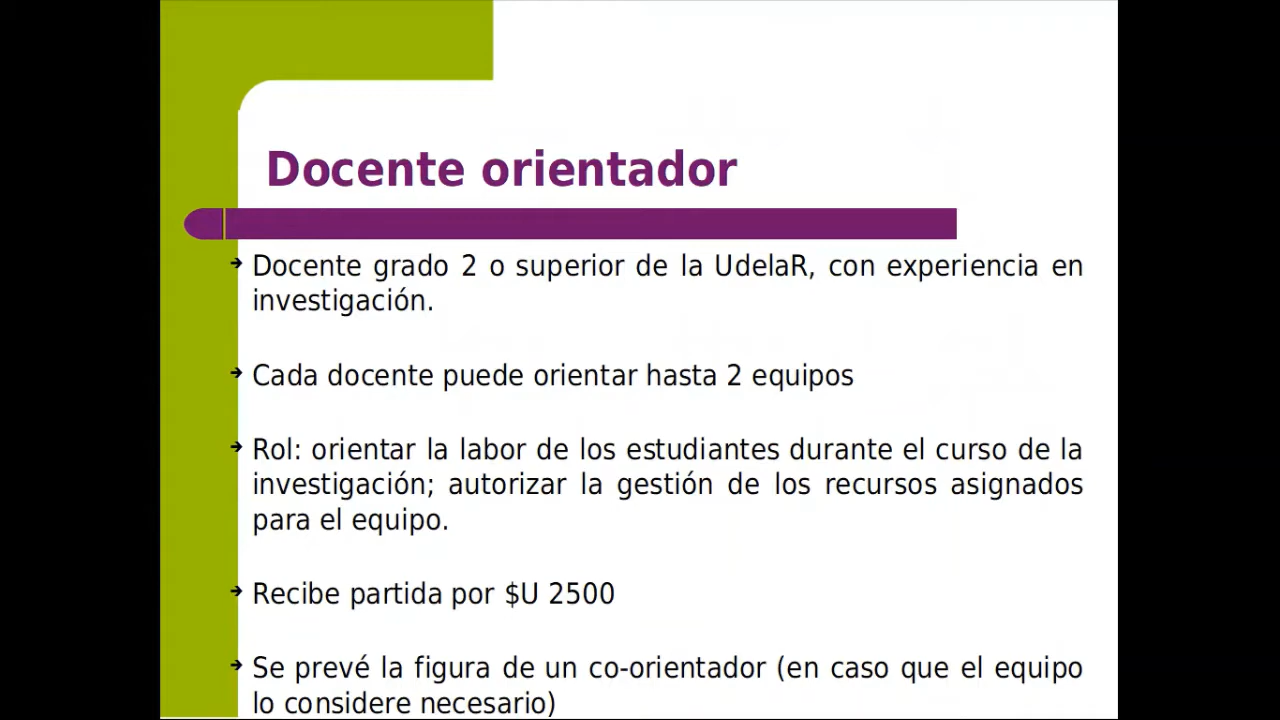 Docente orientador
➔ Docente grado 2 o superior de la UdelaR, con experiencia en
investigación.
➔ Cada docente puede orientar hasta 2 equipos
➔ Rol: orientar la labor de los estudiantes durante el curso de la
investigación; autorizar la gestión de los recursos asignados
para el equipo.
➔ Recibe partida por $U 2500
➔ Se prevé la figura de un co-orientador (en caso que el equipo
lo considere necesario)